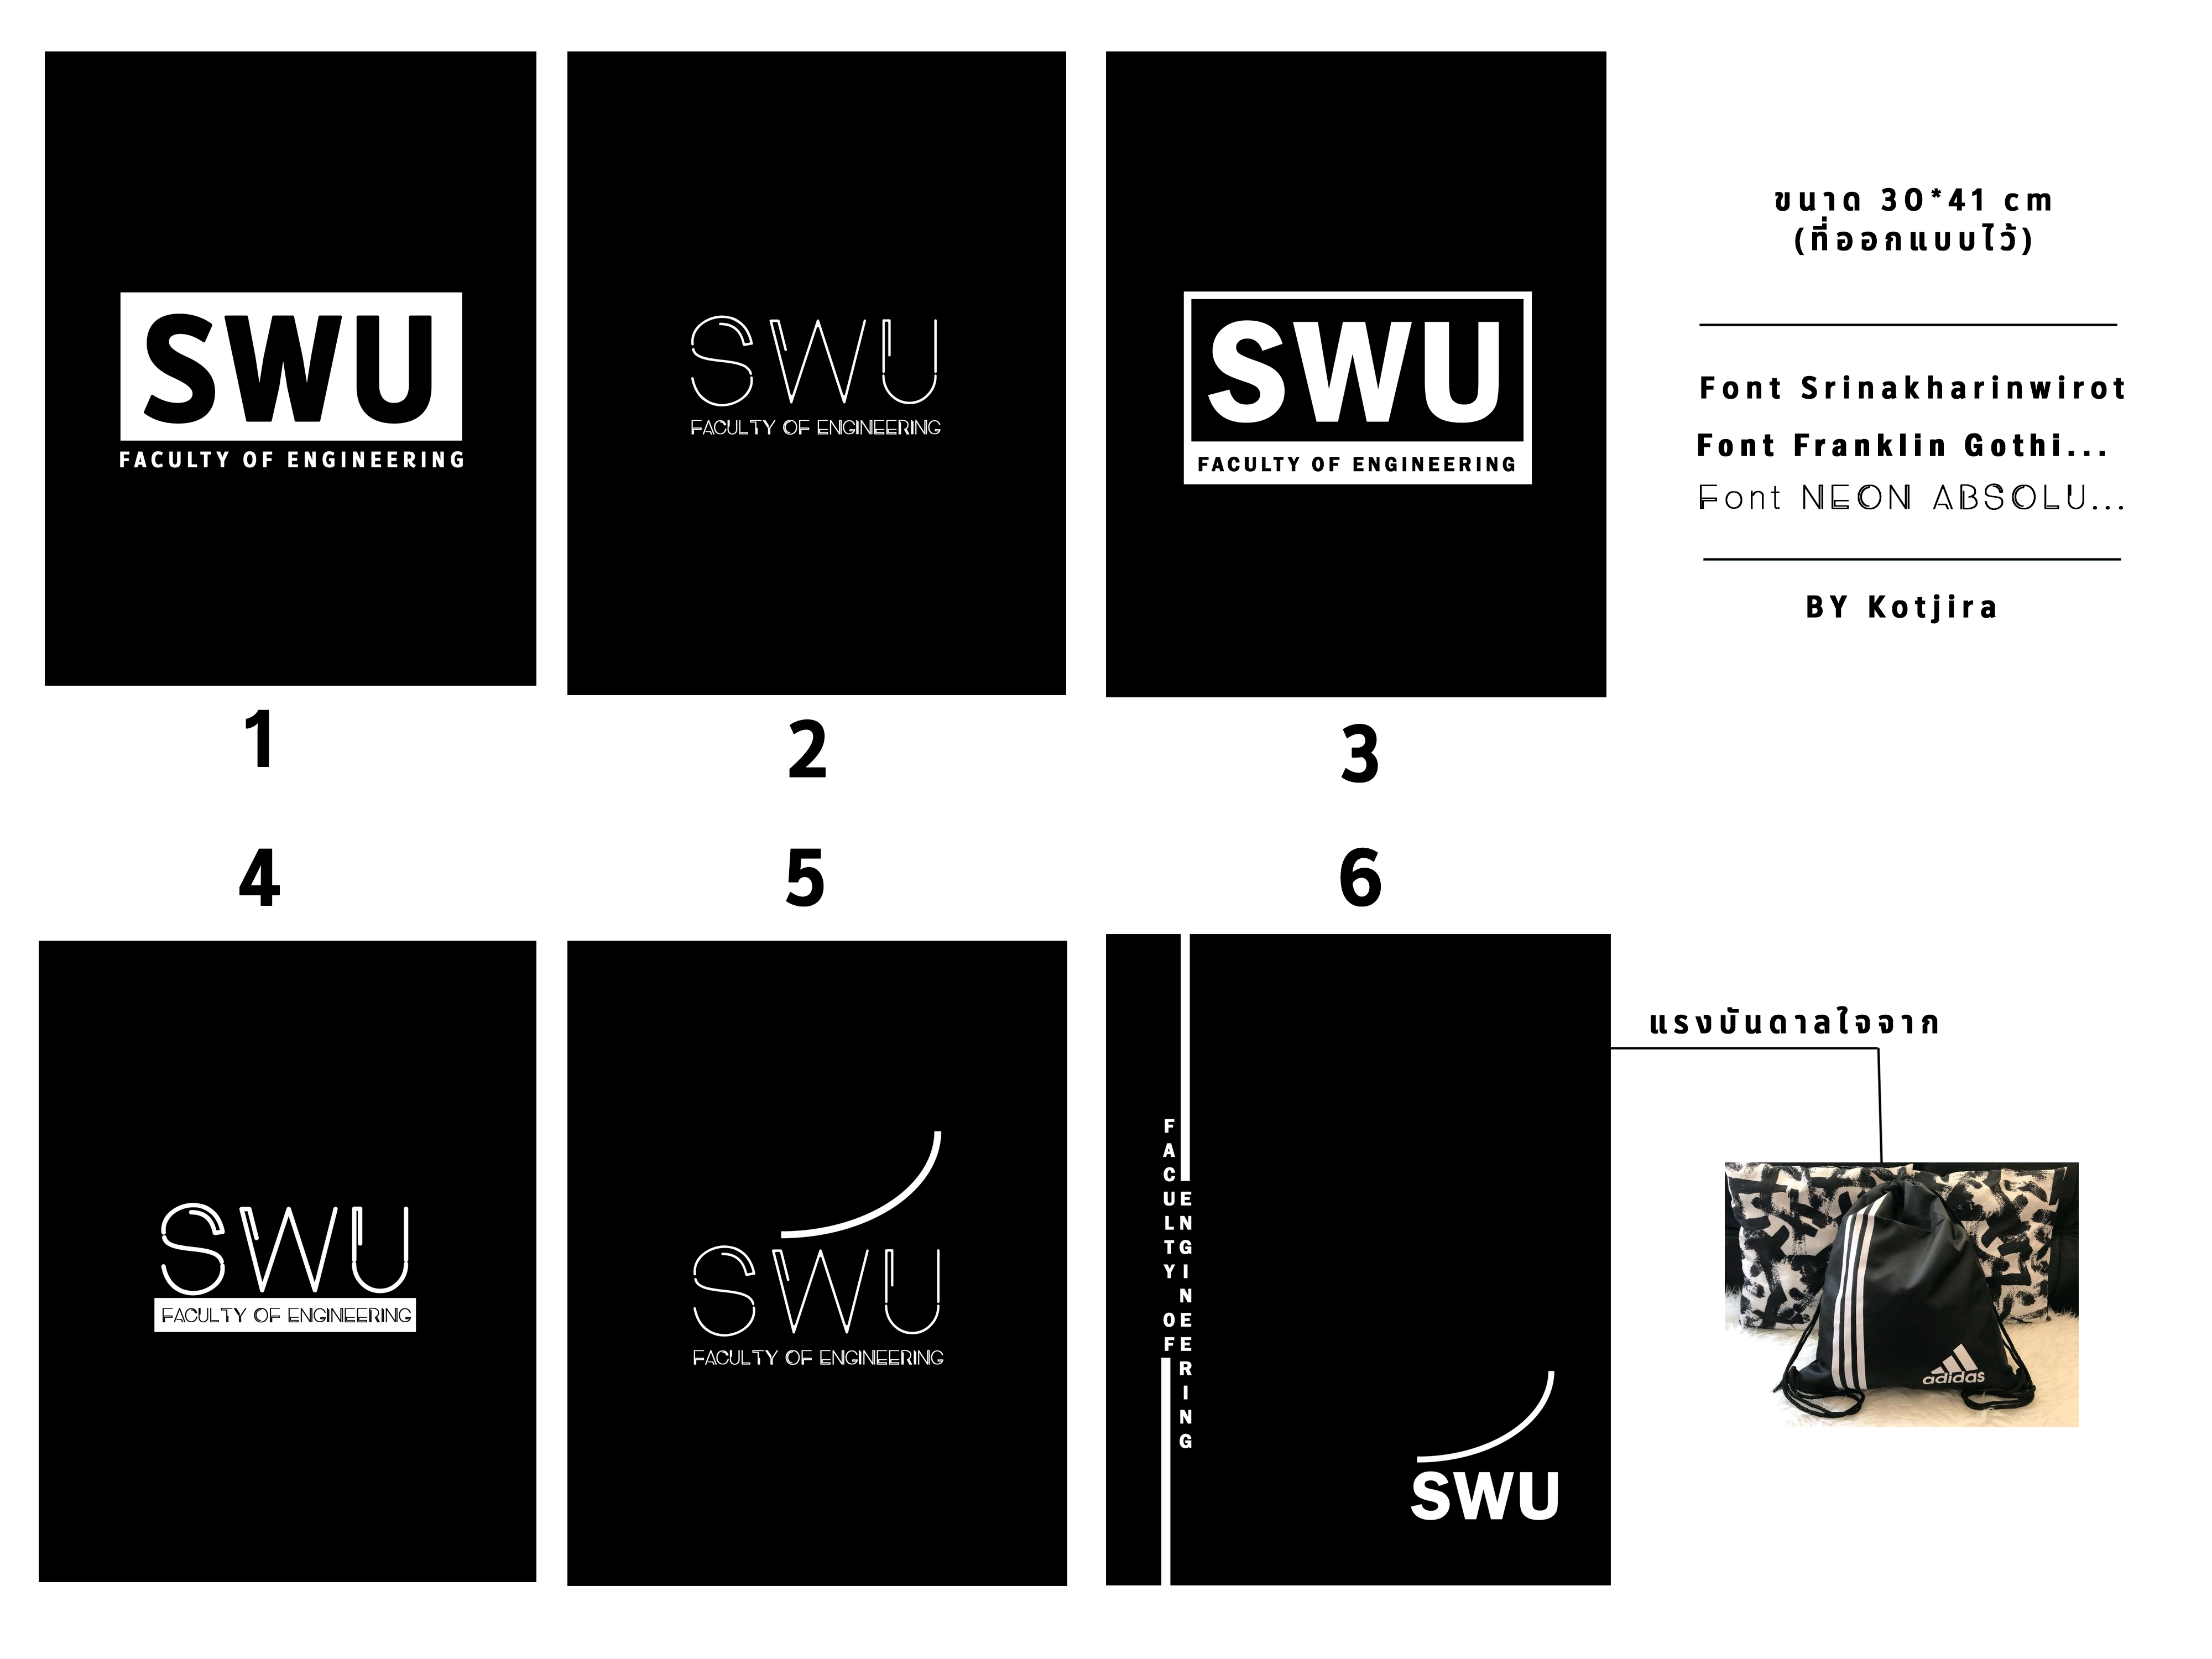 SWU
FACULTY OF ENGINEERING
1
SWU
FACULTY OF ENGINEERING
2
SWU
FACULTY OF ENGINEERING
3
ขนาด 30*41 cm
(ที่ออกแบบไว้)
Font Srinakharinwirot
Font Franklin Gothi...
Font NEON ABSOLU...
BY Kotjira
4
SWU
FACULTY OF ENGINEERING
5
SWU
FACULTY OF ENGINEERING
6
FACULTY OF
ENGINEERING
SWU
แรงบันดาลใจจาก
adidas